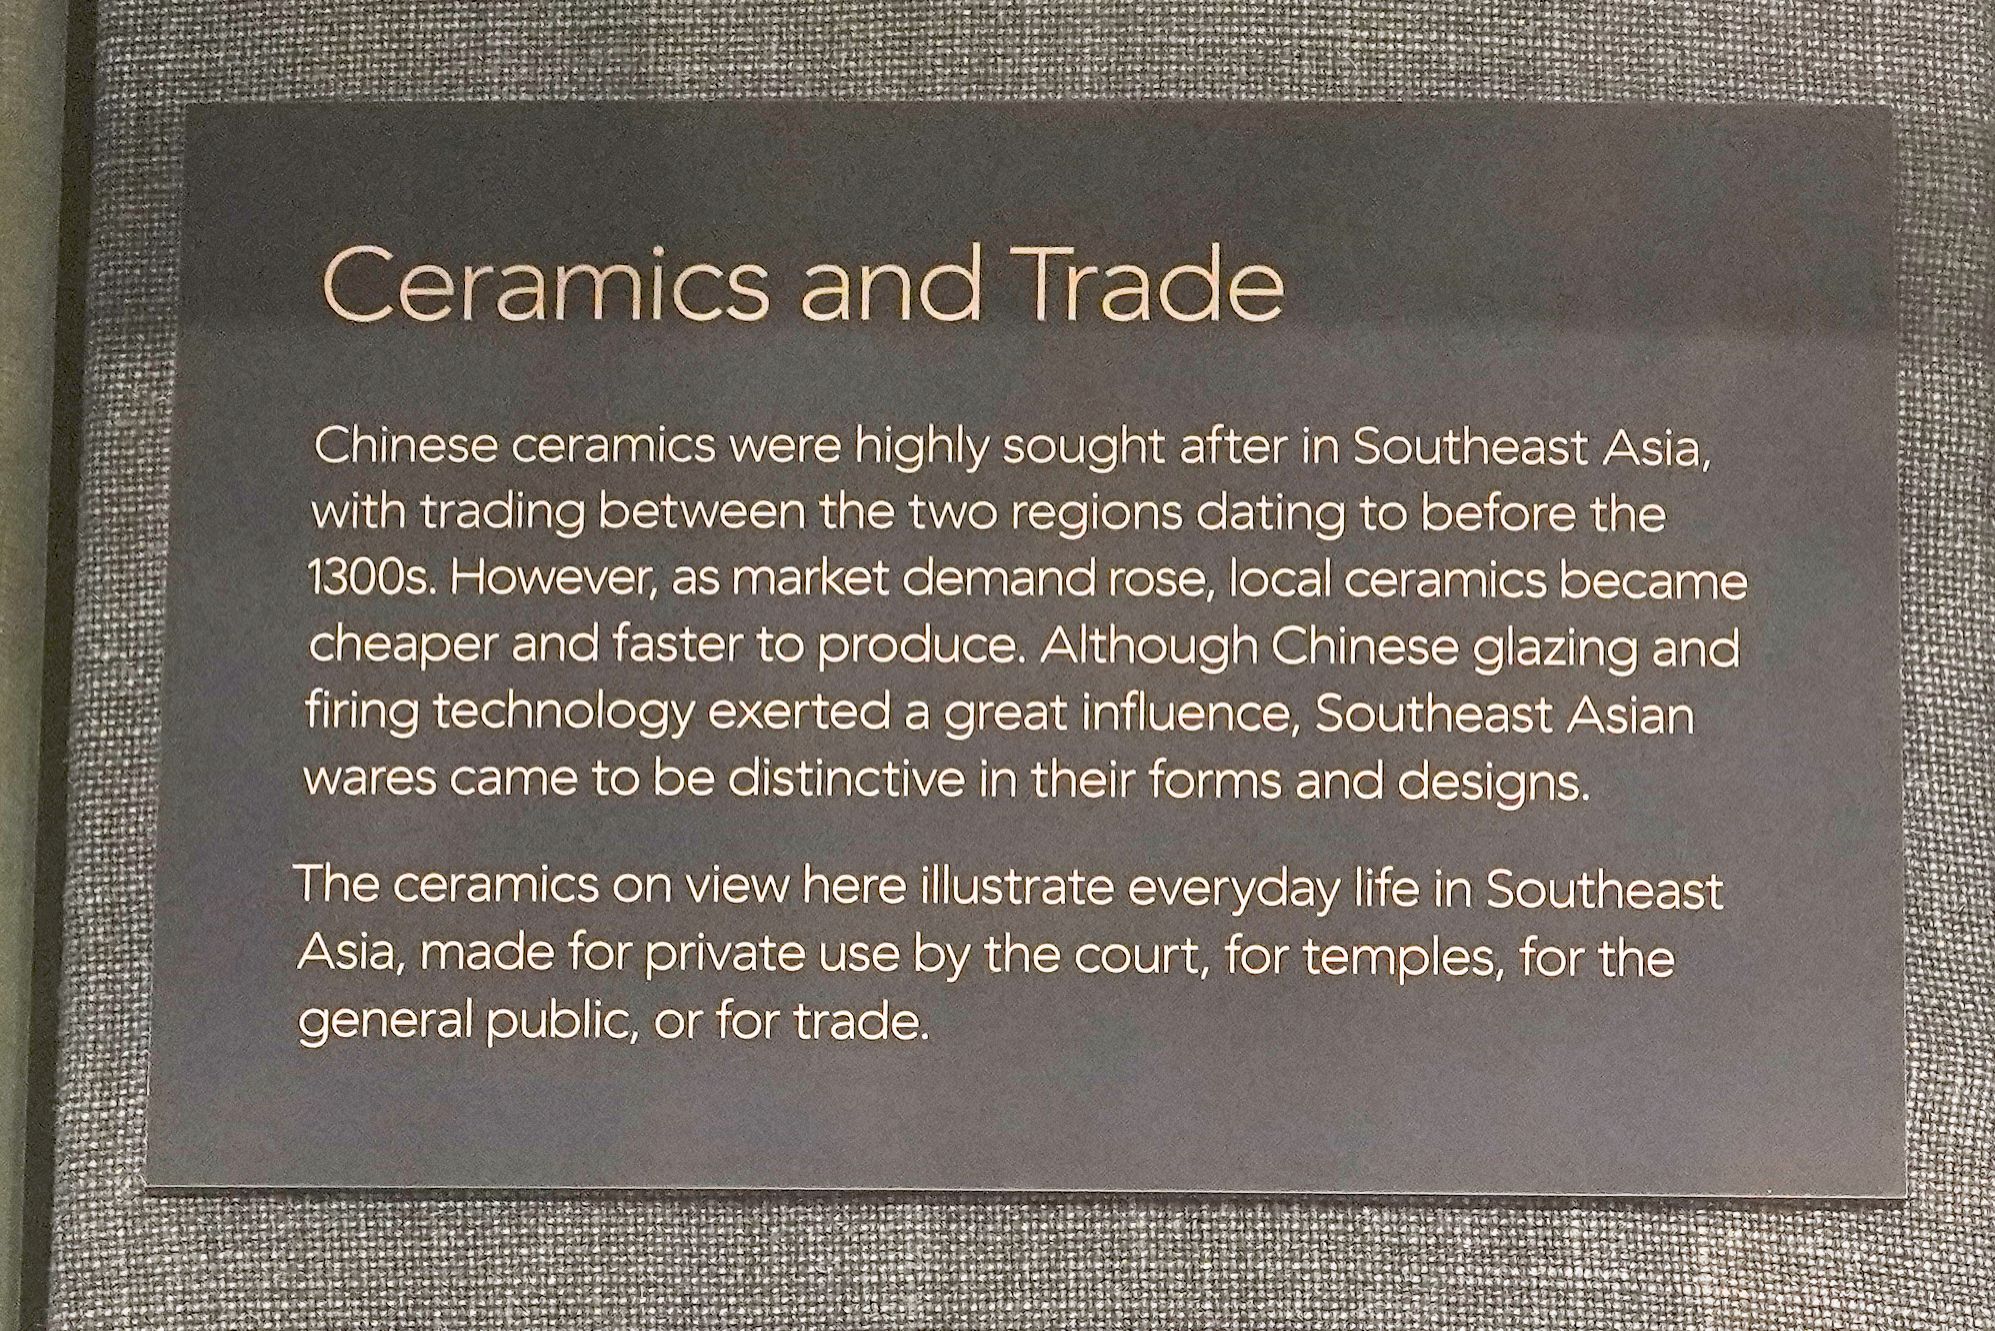 Ceramics and Trade
Chinese ceramics were highly sought after in Southeast Asia,
with trading between the two regions dating to before the
1300s. However, as market demand rose, local ceramics became
cheaper and faster to produce. Although Chinese glazing and
firing technology exerted a great influence, Southeast Asian
wares came to be distinctive in their forms and designs.
The ceramics on view here illustrate everyday life in Southeast
Asia, made for private use by the court, for temples, for the
general public, or for trade.